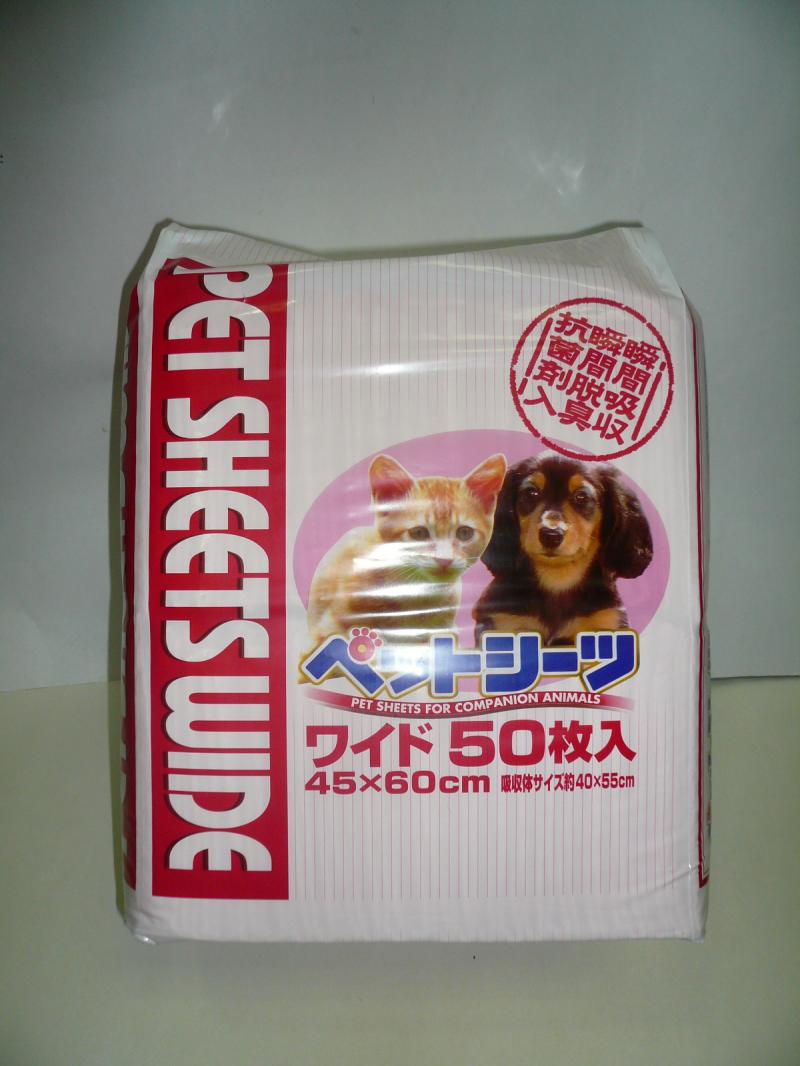 PET SHEETS WIDE
瞬間吸収
瞬間脱臭
抗菌剤入
ペットシーツ
PET SHEETS FOR COMPANION ANIMALS
ワイド 50枚入
45×60cm 吸収体サイズ約40×55cm